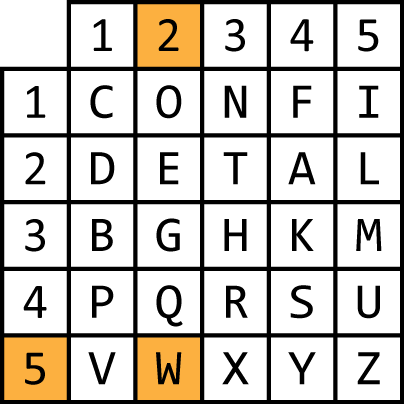 1 2 3 4 5
1 C O N F I
2 D E T A L
3 B G H K M
4 P Q R S U
5 V W X Y Z